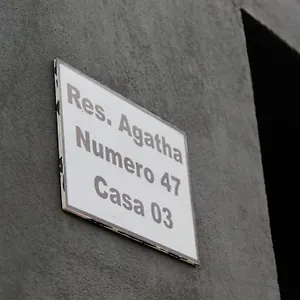 Res. Agatha
Numero 47
Casa 03